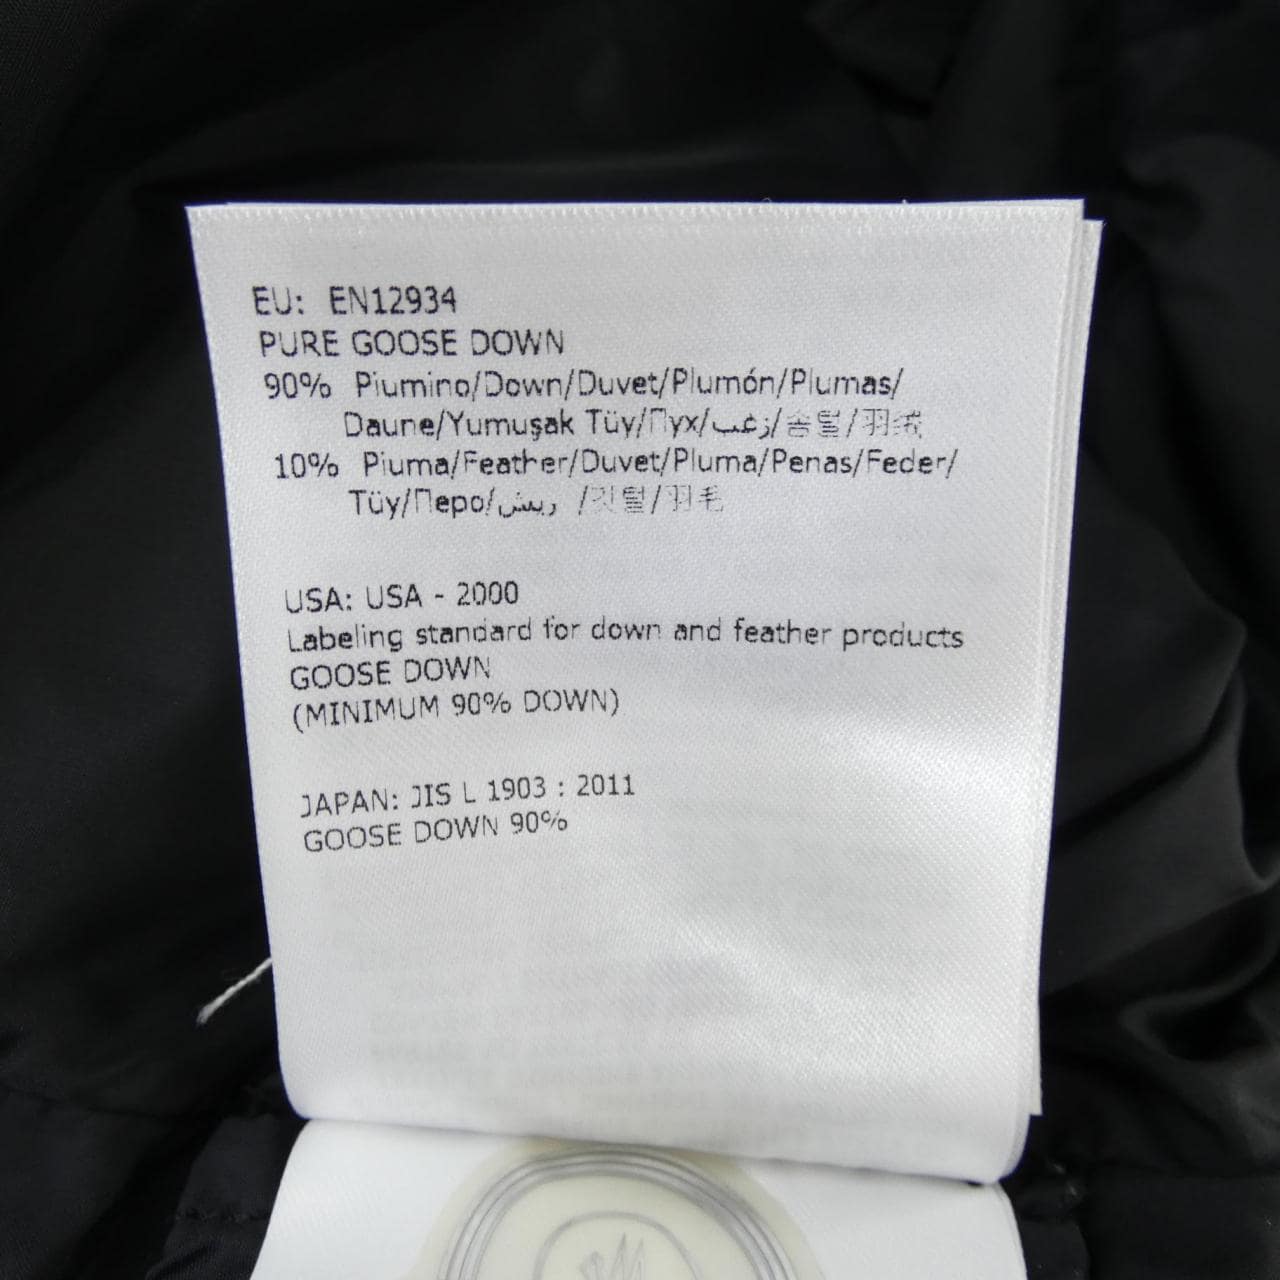 EU: EN12934
PURE GOOSE DOWN
90% Piumino/Down/Duvet/Plumón/Plumas/
Daune/Yumuşak Tüy/Пух/زغب/솜털/羽绒
10% Piuma/Feather/Duvet/Pluma/Penas/Feder/
Tüy/Перо/ريش /깃털/羽毛
USA: USA - 2000
Labeling standard for down and feather products
GOOSE DOWN
(MINIMUM 90% DOWN)
JAPAN: JIS L 1903 : 2011
GOOSE DOWN 90%